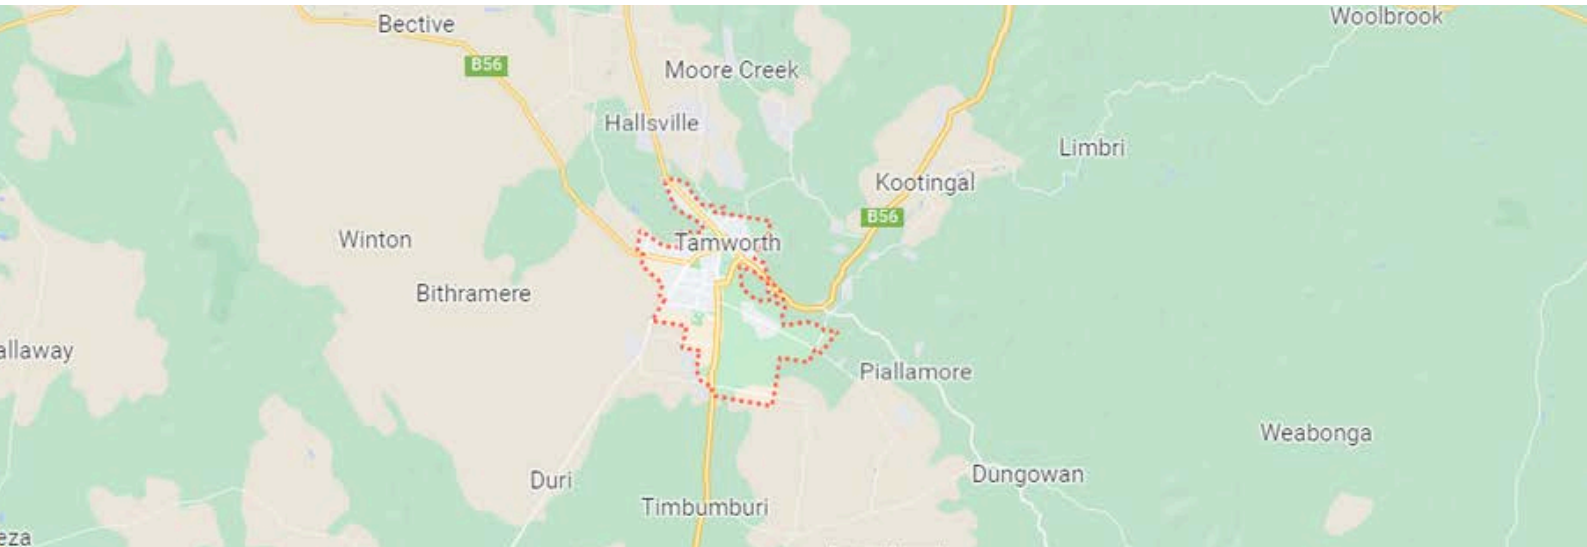 Woolbrook
Bective
B56
Moore Creek
Hallsville
Limbri
Kootingal
B56
Winton
Tamworth
Bithramere
allaway
Piallamore
Weabonga
Dungowan
Duri
Timbumburi
eza